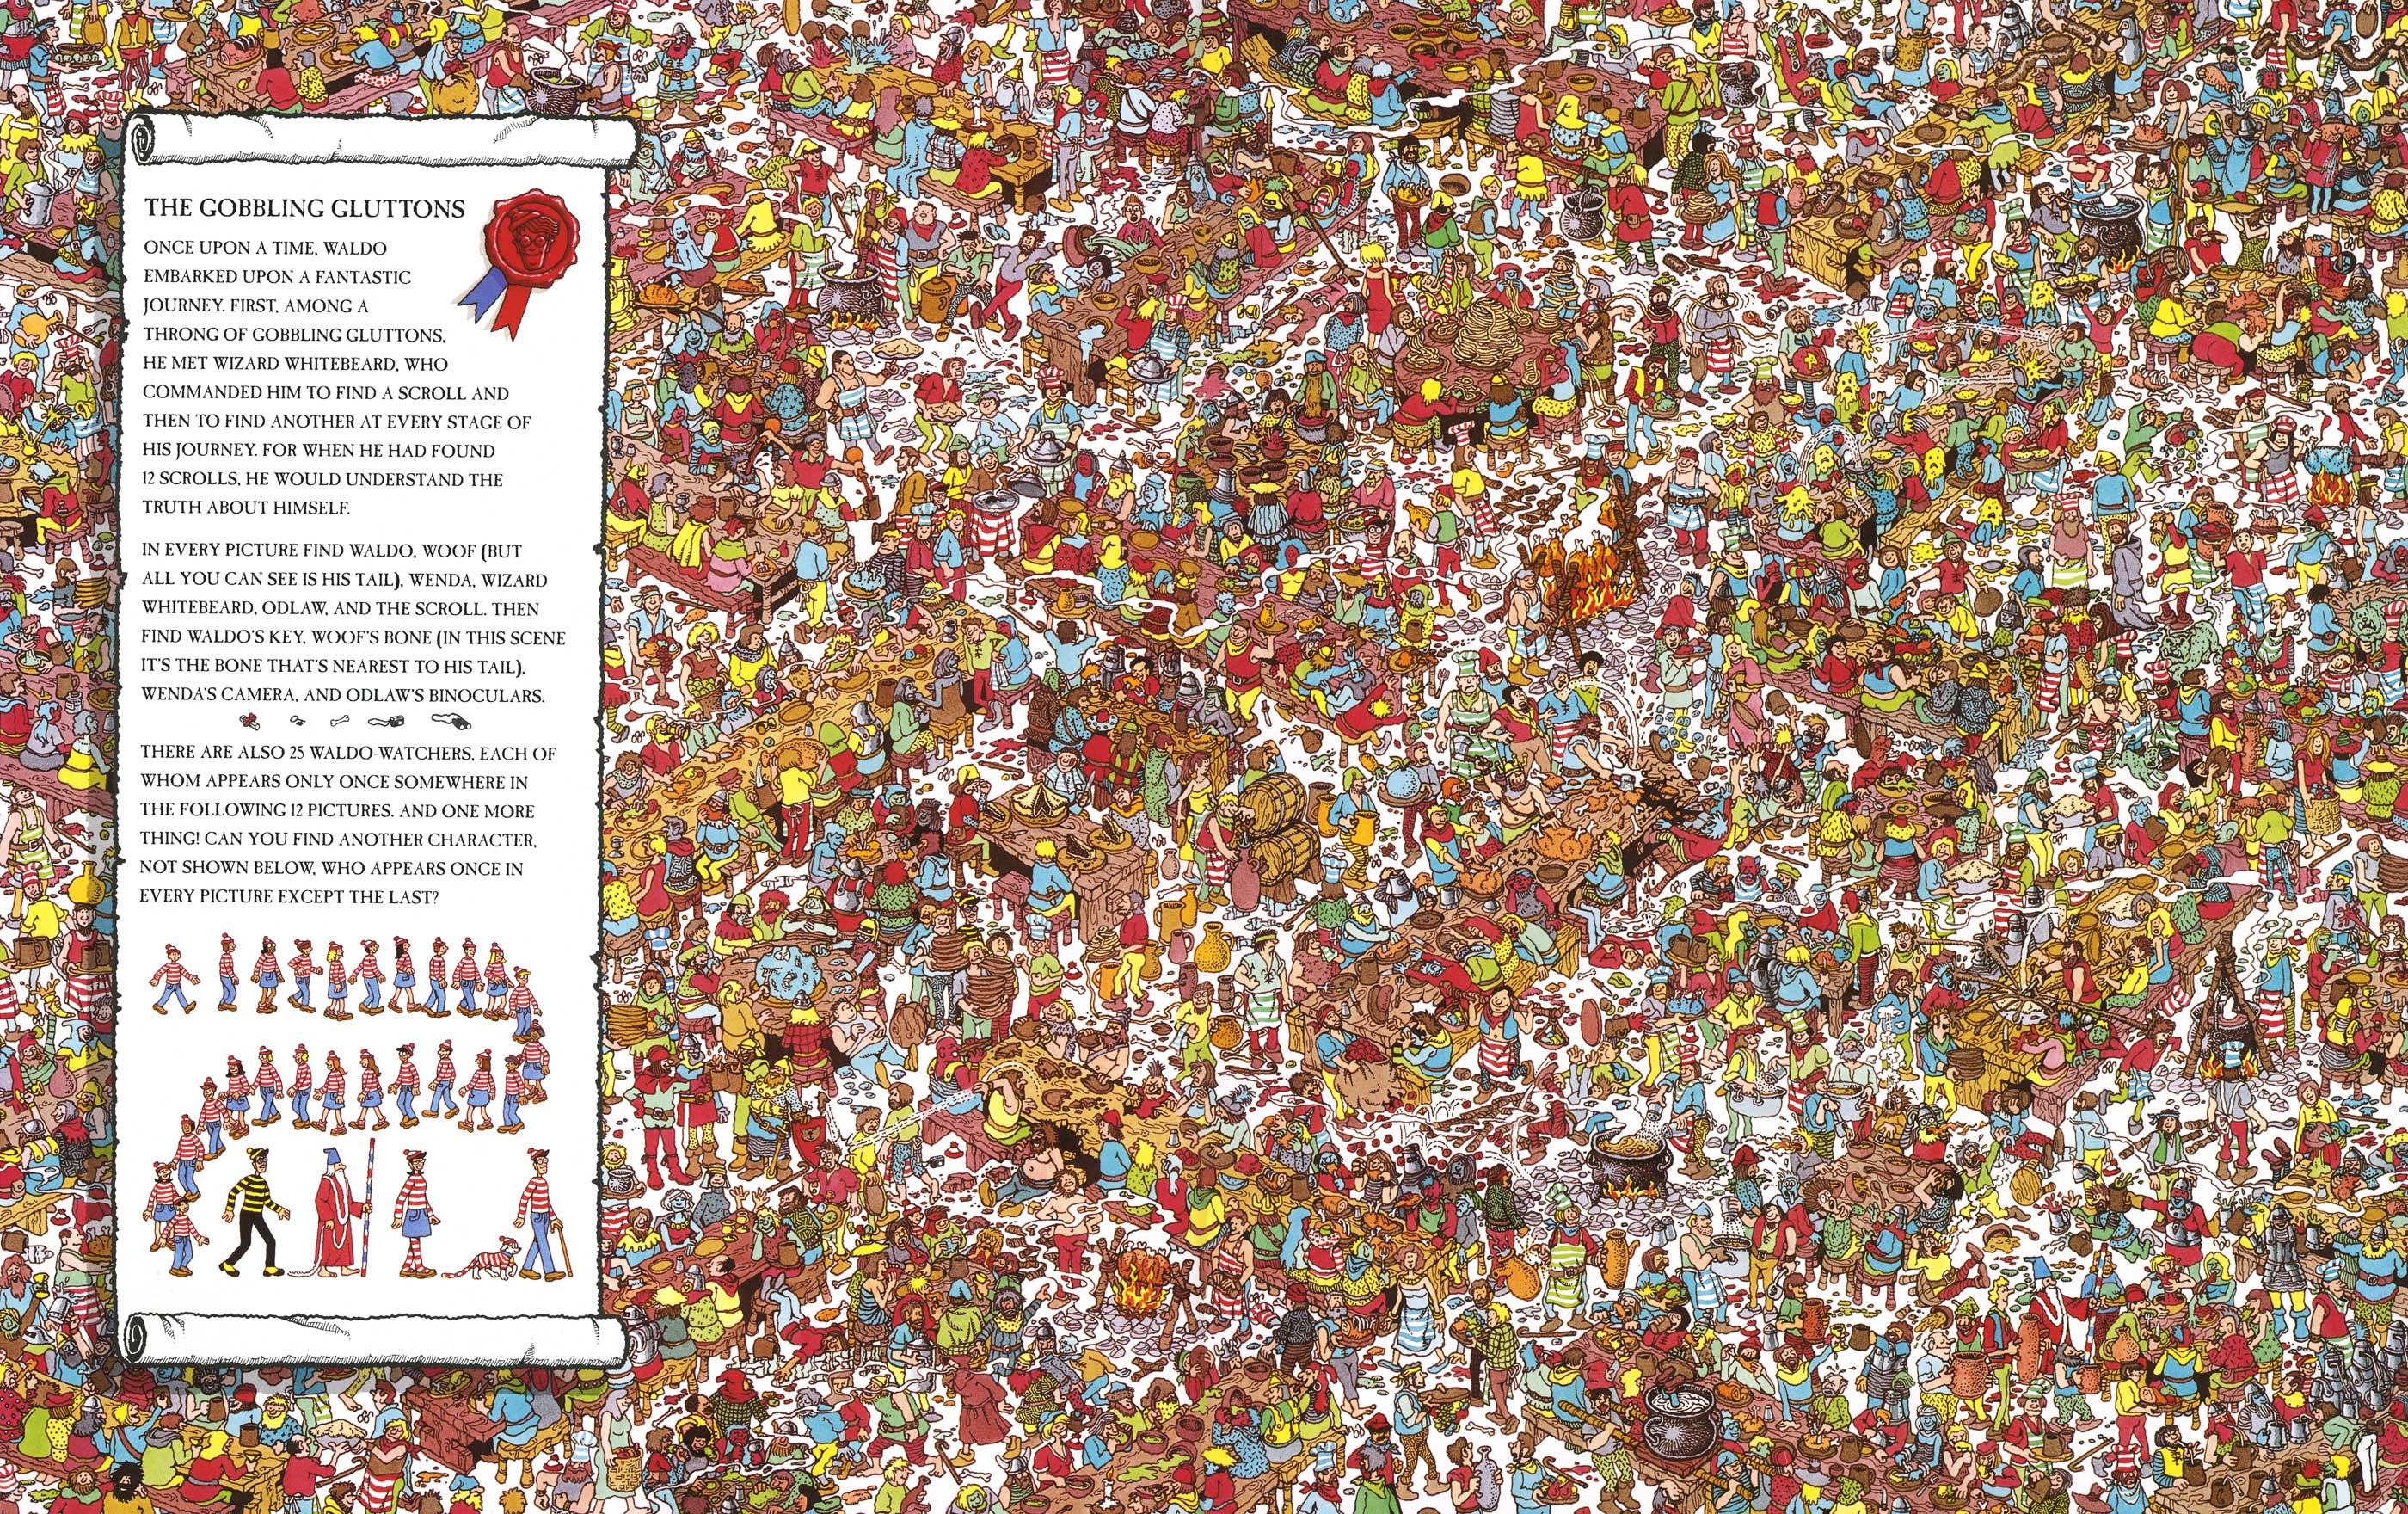 THE GOBBLING GLUTTONS
ONCE UPON A TIME, WALDO
EMBARKED UPON A FANTASTIC
JOURNEY. FIRST, AMONG A
THRONG OF GOBBLING GLUTTONS,
HE MET WIZARD WHITEBEARD, WHO
COMMANDED HIM TO FIND A SCROLL AND
THEN TO FIND ANOTHER AT EVERY STAGE OF
HIS JOURNEY. FOR WHEN HE HAD FOUND
12 SCROLLS, HE WOULD UNDERSTAND THE
TRUTH ABOUT HIMSELF.
IN EVERY PICTURE FIND WALDO, WOOF (BUT
ALL YOU CAN SEE IS HIS TAIL), WENDA, WIZARD
WHITEBEARD, ODLAW, AND THE SCROLL. THEN
FIND WALDO'S KEY, WOOF'S BONE (IN THIS SCENE
IT'S THE BONE THAT'S NEAREST TO HIS TAIL),
WENDA'S CAMERA, AND ODLAW'S BINOCULARS.
THERE ARE ALSO 25 WALDO-WATCHERS, EACH OF
WHOM APPEARS ONLY ONCE SOMEWHERE IN
THE FOLLOWING 12 PICTURES. AND ONE MORE
THING! CAN YOU FIND ANOTHER CHARACTER,
NOT SHOWN BELOW, WHO APPEARS ONCE IN
EVERY PICTURE EXCEPT THE LAST?